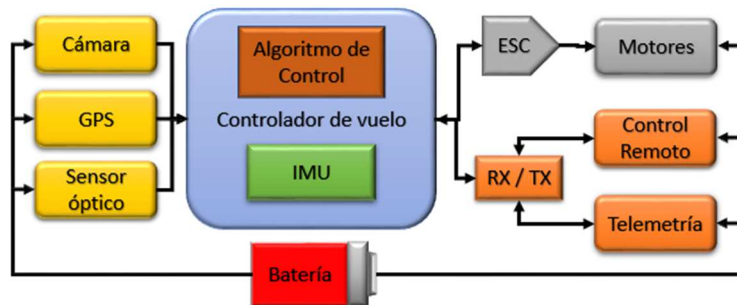 Cámara
GPS
Sensor
óptico
Algoritmo de
Control
Controlador de vuelo
IMU
ESC
Motores
RX / TX
Control
Remoto
Telemetría
Batería